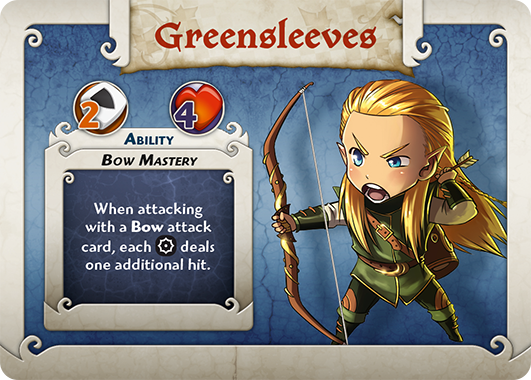 Greensleeves
2 4
Ability
Bow Mastery
When attacking
with a Bow attack
card, each deals
one additional hit.